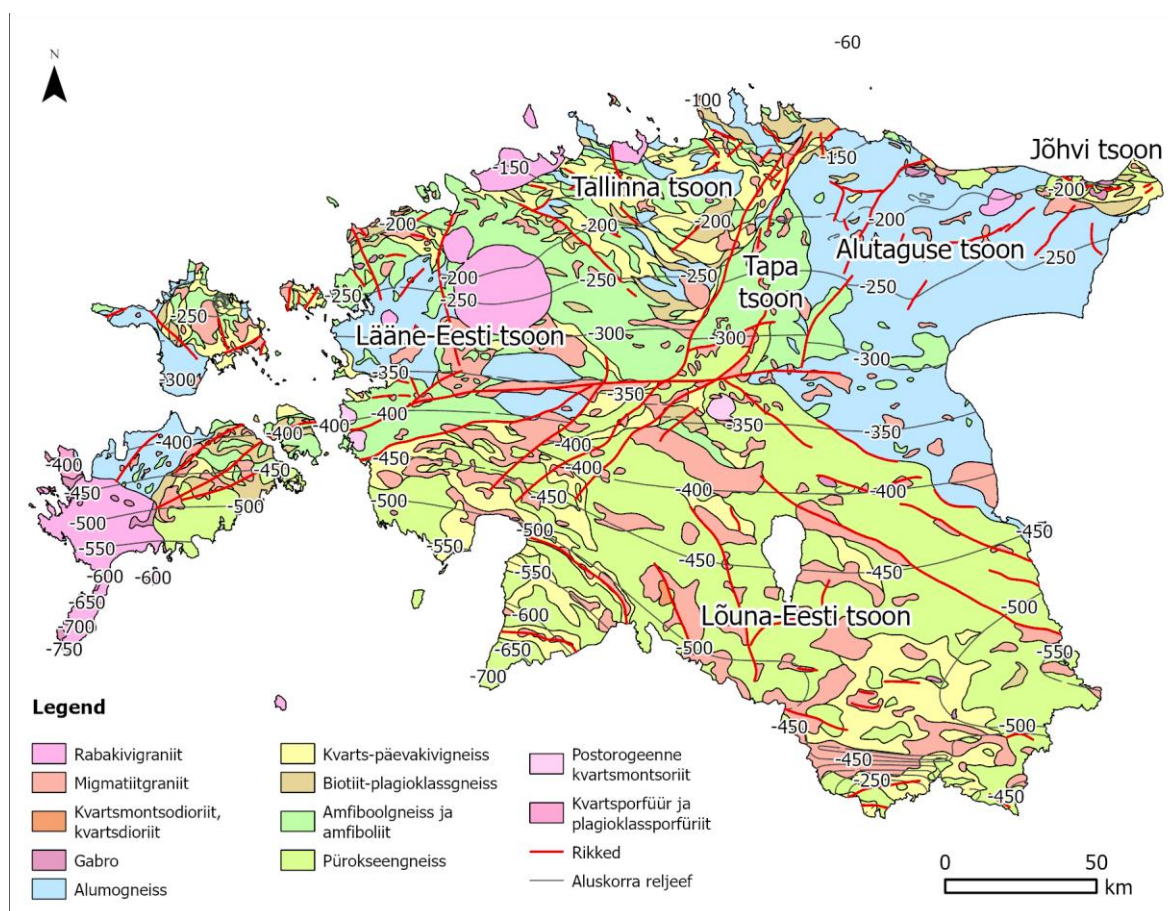 -60
N
-100
-150
-150
Jõhvi tsoon
Tallinna tsoon
-200
-200
-200
-200
-200
Alutaguse tsoon
-250
-200
-250
-250
-250
Tapa
tsoon
-250
-250
-250
-300
Lääne-Eesti tsoon
-300
-300
-300
-350
-350
-400
-400
-400
-400
-350
-350
-400
-400
-450
-450
-400
-400
-450
-450
-500
-500
-500
-450
-500
-550
-550
-450
-450
-600
-600
-550
-500
-650
-600
Lõuna-Eesti tsoon
-700
-650
-500
-550
-750
-700
-450
-500
-450
-250
-450
Legend
Rabakivigraniit
Migmatiitgraniit
Kvartsmontsodioriit,
kvartsdioriit
Gabro
Alumogneiss
Kvarts-päevakivigneiss
Biotiit-plagioklassgneiss
Amfiboolgneiss ja
amfiboliit
Pürokseengneiss
Postorogeenne
kvartsmontsoriit
Kvartsporfüür ja
plagioklassporfüriit
Rikked
Aluskorra reljeef
0 50
km